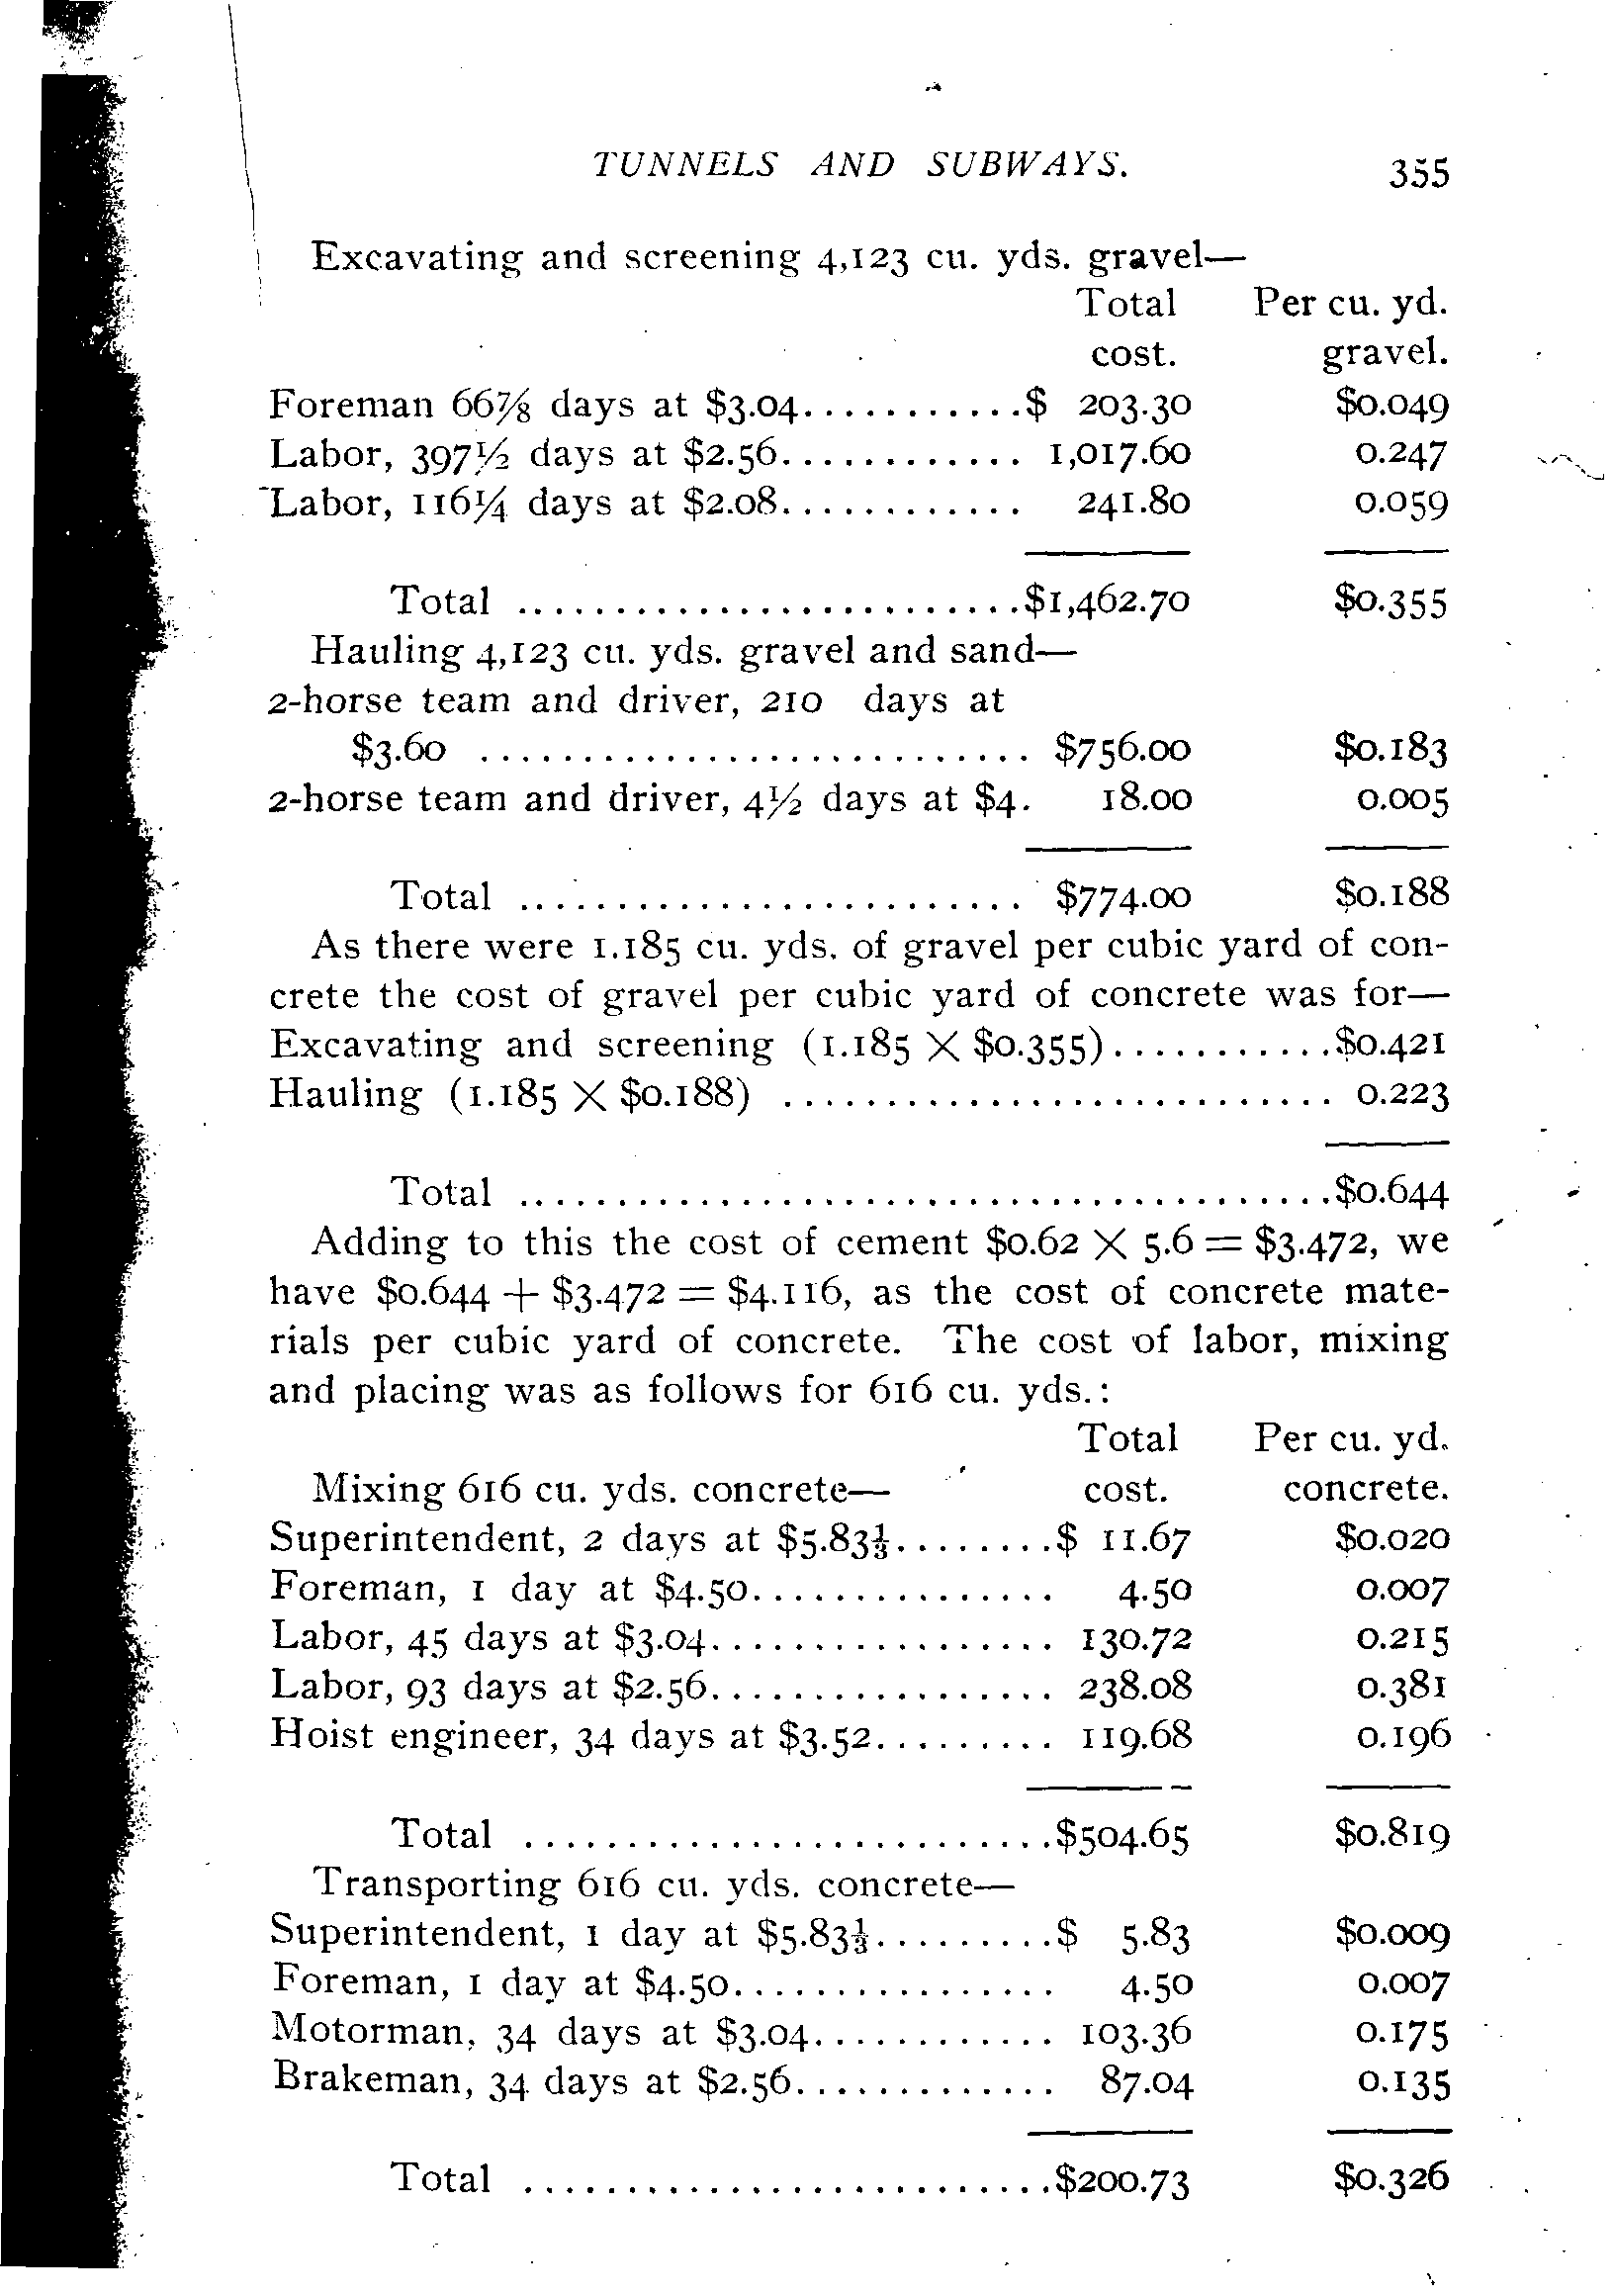 TUNNELS AND SUBWAYS. 355
Excavating and screening 4,123 cu. yds. gravel—
Total Per cu. yd.
cost. gravel.
Foreman 66⅞ days at $3.04...........$ 203.30 $0.049
Labor, 397½ days at $2.56............ 1,017.60 0.247
Labor, 116¼ days at $2.08............ 241.80 0.059
Total .........................$1,462.70 $0.355
Hauling 4,123 cu. yds. gravel and sand—
2-horse team and driver, 210 days at
$3.60 ........................... $756.00 $0.183
2-horse team and driver, 4½ days at $4. 18.00 0.005
Total ......................... $774.00 $0.188
As there were 1.185 cu. yds. of gravel per cubic yard of con-
crete the cost of gravel per cubic yard of concrete was for—
Excavating and screening (1.185 × $0.355)...........$0.421
Hauling (1.185 × $0.188) ........................... 0.223
Total ........................................$0.644
Adding to this the cost of cement $0.62 × 5.6 = $3.472, we
have $0.644 + $3.472 = $4.116, as the cost of concrete mate-
rials per cubic yard of concrete. The cost of labor, mixing
and placing was as follows for 616 cu. yds.:
Total Per cu. yd.
Mixing 616 cu. yds. concrete— cost. concrete.
Superintendent, 2 days at $5.83⅓........$ 11.67 $0.020
Foreman, 1 day at $4.50............... 4.50 0.007
Labor, 45 days at $3.04................. 130.72 0.215
Labor, 93 days at $2.56................. 238.08 0.381
Hoist engineer, 34 days at $3.52......... 119.68 0.196
Total ..........................$504.65 $0.819
Transporting 616 cu. yds. concrete—
Superintendent, 1 day at $5.83⅓.........$ 5.83 $0.009
Foreman, 1 day at $4.50................ 4.50 0.007
Motorman, 34 days at $3.04............ 103.36 0.175
Brakeman, 34 days at $2.56............. 87.04 0.135
Total ..........................$200.73 $0.326